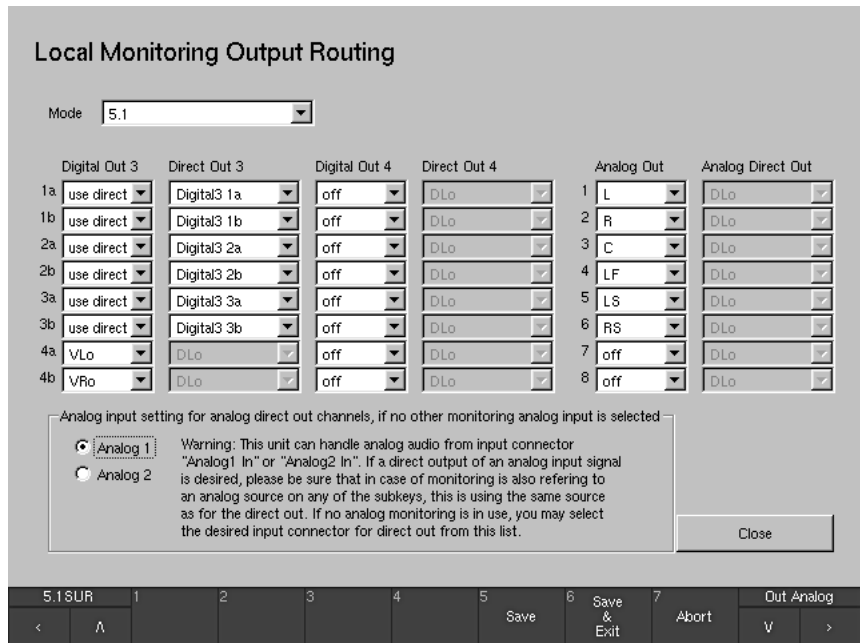 Local Monitoring Output Routing
Mode 5.1
Digital Out 3 Direct Out 3 Digital Out 4 Direct Out 4 Analog Out Analog Direct Out
1a use direct Digital3 1a off DLo 1 L DLo
1b use direct Digital3 1b off DLo 2 R DLo
2a use direct Digital3 2a off DLo 3 C DLo
2b use direct Digital3 2b off DLo 4 LF DLo
3a use direct Digital3 3a off DLo 5 LS DLo
3b use direct Digital3 3b off DLo 6 RS DLo
4a VLo DLo off DLo 7 off DLo
4b VRo DLo off DLo 8 off DLo
Analog input setting for analog direct out channels, if no other monitoring analog input is selected
Analog 1
Analog 2
Warning: This unit can handle analog audio from input connector
"Analog1 In" or "Analog2 In". If a direct output of an analog input signal
is desired, please be sure that in case of monitoring is also refering to
an analog source on any of the subkeys, this is using the same source
as for the direct out. If no analog monitoring is in use, you may select
the desired input connector for direct out from this list.
Close
5.1SUR 1 2 3 4 5 Save 6 Save & Exit 7 Abort Out Analog
< Λ V >